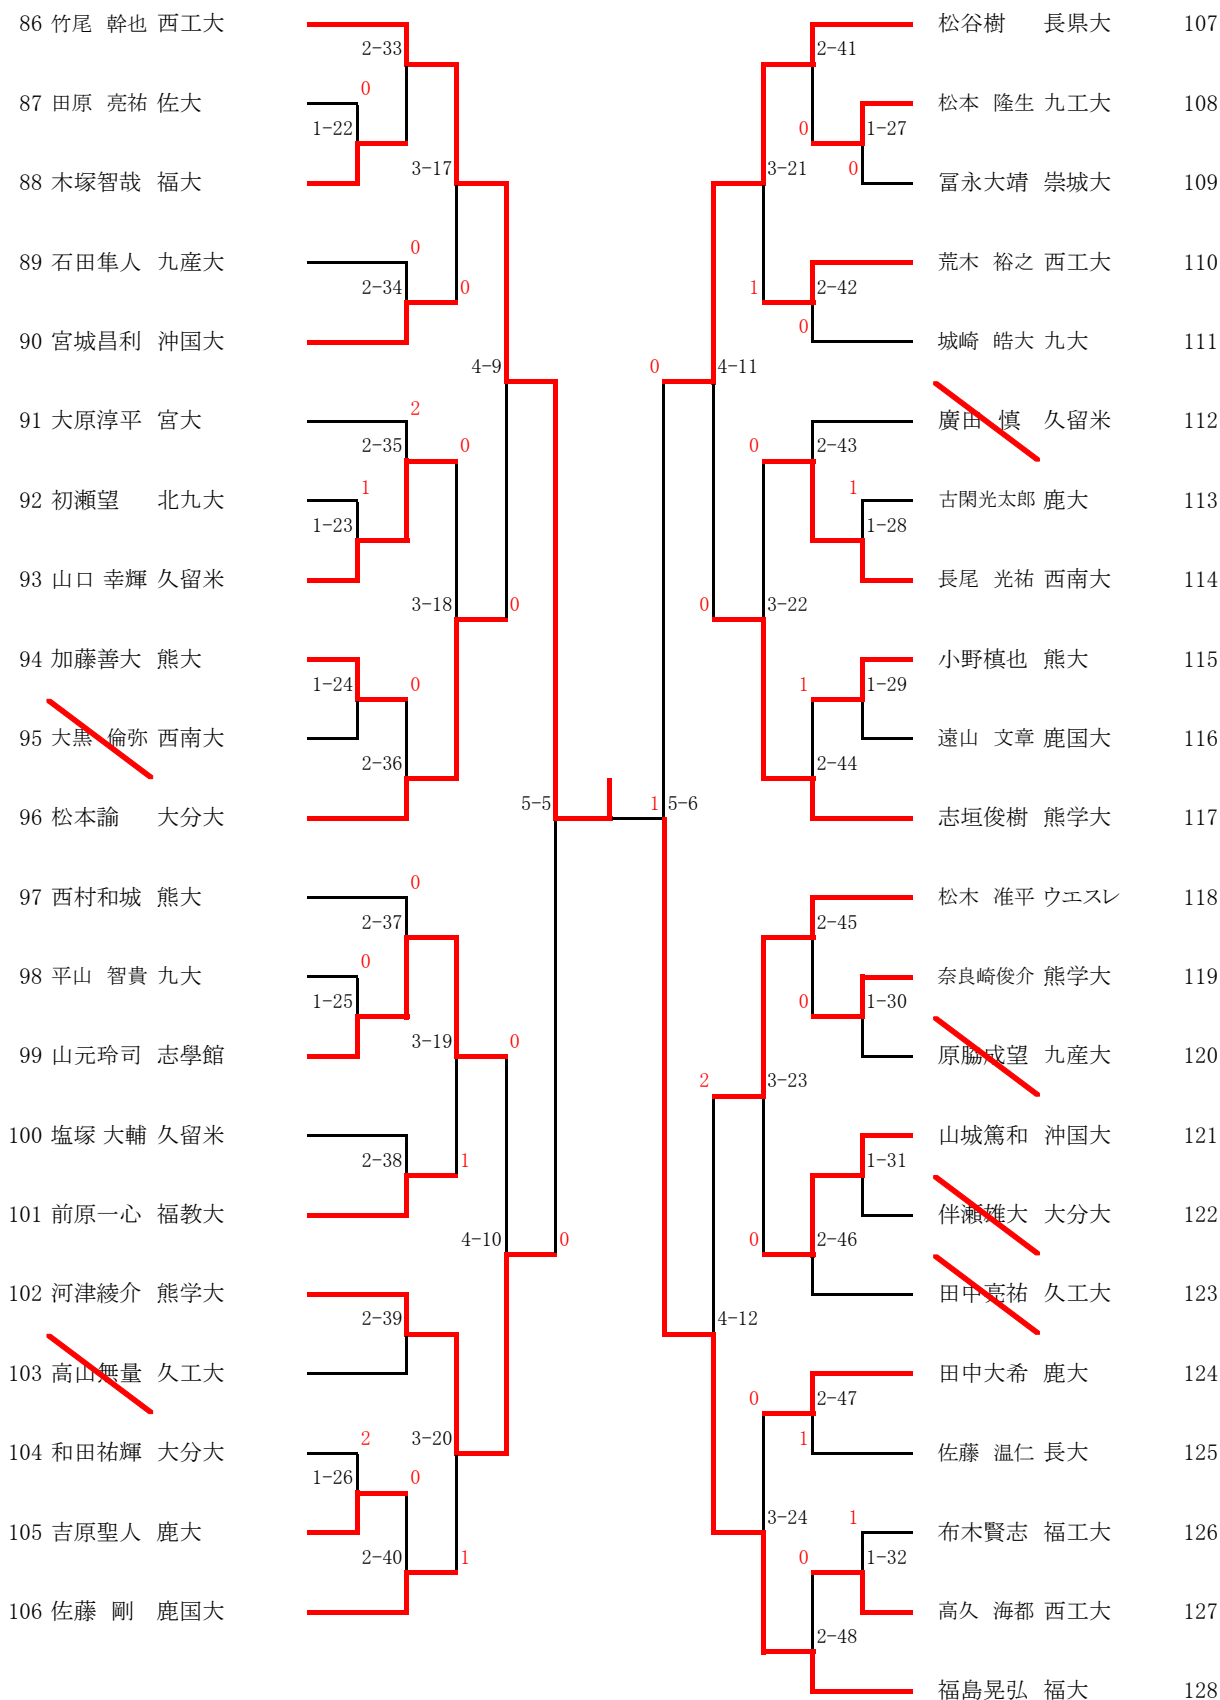 86 竹尾 幹也 西工大
2-33
0
87 田原 亮祐 佐大
1-22
88 木塚智哉 福大
3-17
0
89 石田隼人 九産大
2-34
0
90 宮城昌利 沖国大
4-9
2
91 大原淳平 宮大
2-35
0
1
92 初瀬望 北九大
1-23
93 山口 幸輝 久留米
3-18
0
94 加藤善大 熊大
1-24
0
95 大黒 倫弥 西南大
2-36
96 松本諭 大分大
5-5
0
97 西村和城 熊大
2-37
0
98 平山 智貴 九大
1-25
99 山元玲司 志學館
3-19
0
100 塩塚 大輔 久留米
2-38
1
101 前原一心 福教大
4-10
0
102 河津綾介 熊学大
2-39
103 高山無量 久工大
2
3-20
104 和田祐輝 大分大
1-26
0
105 吉原聖人 鹿大
2-40
1
106 佐藤 剛 鹿国大
松谷樹 長県大 107
2-41
松本 隆生 九工大 108
0
1-27
3-21
0
冨永大靖 崇城大 109
荒木 裕之 西工大 110
1
2-42
0
城崎 皓大 九大 111
0
4-11
廣田 慎 久留米 112
0
2-43
1
古閑光太郎 鹿大 113
1-28
長尾 光祐 西南大 114
0
3-22
小野槙也 熊大 115
1
1-29
遠山 文章 鹿国大 116
2-44
1
5-6
志垣俊樹 熊学大 117
松木 准平 ウエスレ 118
2-45
奈良崎俊介 熊学大 119
0
1-30
原脇成望 九産大 120
2
3-23
山城篤和 沖国大 121
1-31
伴瀬雄大 大分大 122
0
2-46
田中亮祐 久工大 123
4-12
田中大希 鹿大 124
0
2-47
1
佐藤 温仁 長大 125
3-24
1
布木賢志 福工大 126
0
1-32
高久 海都 西工大 127
2-48
福島晃弘 福大 128